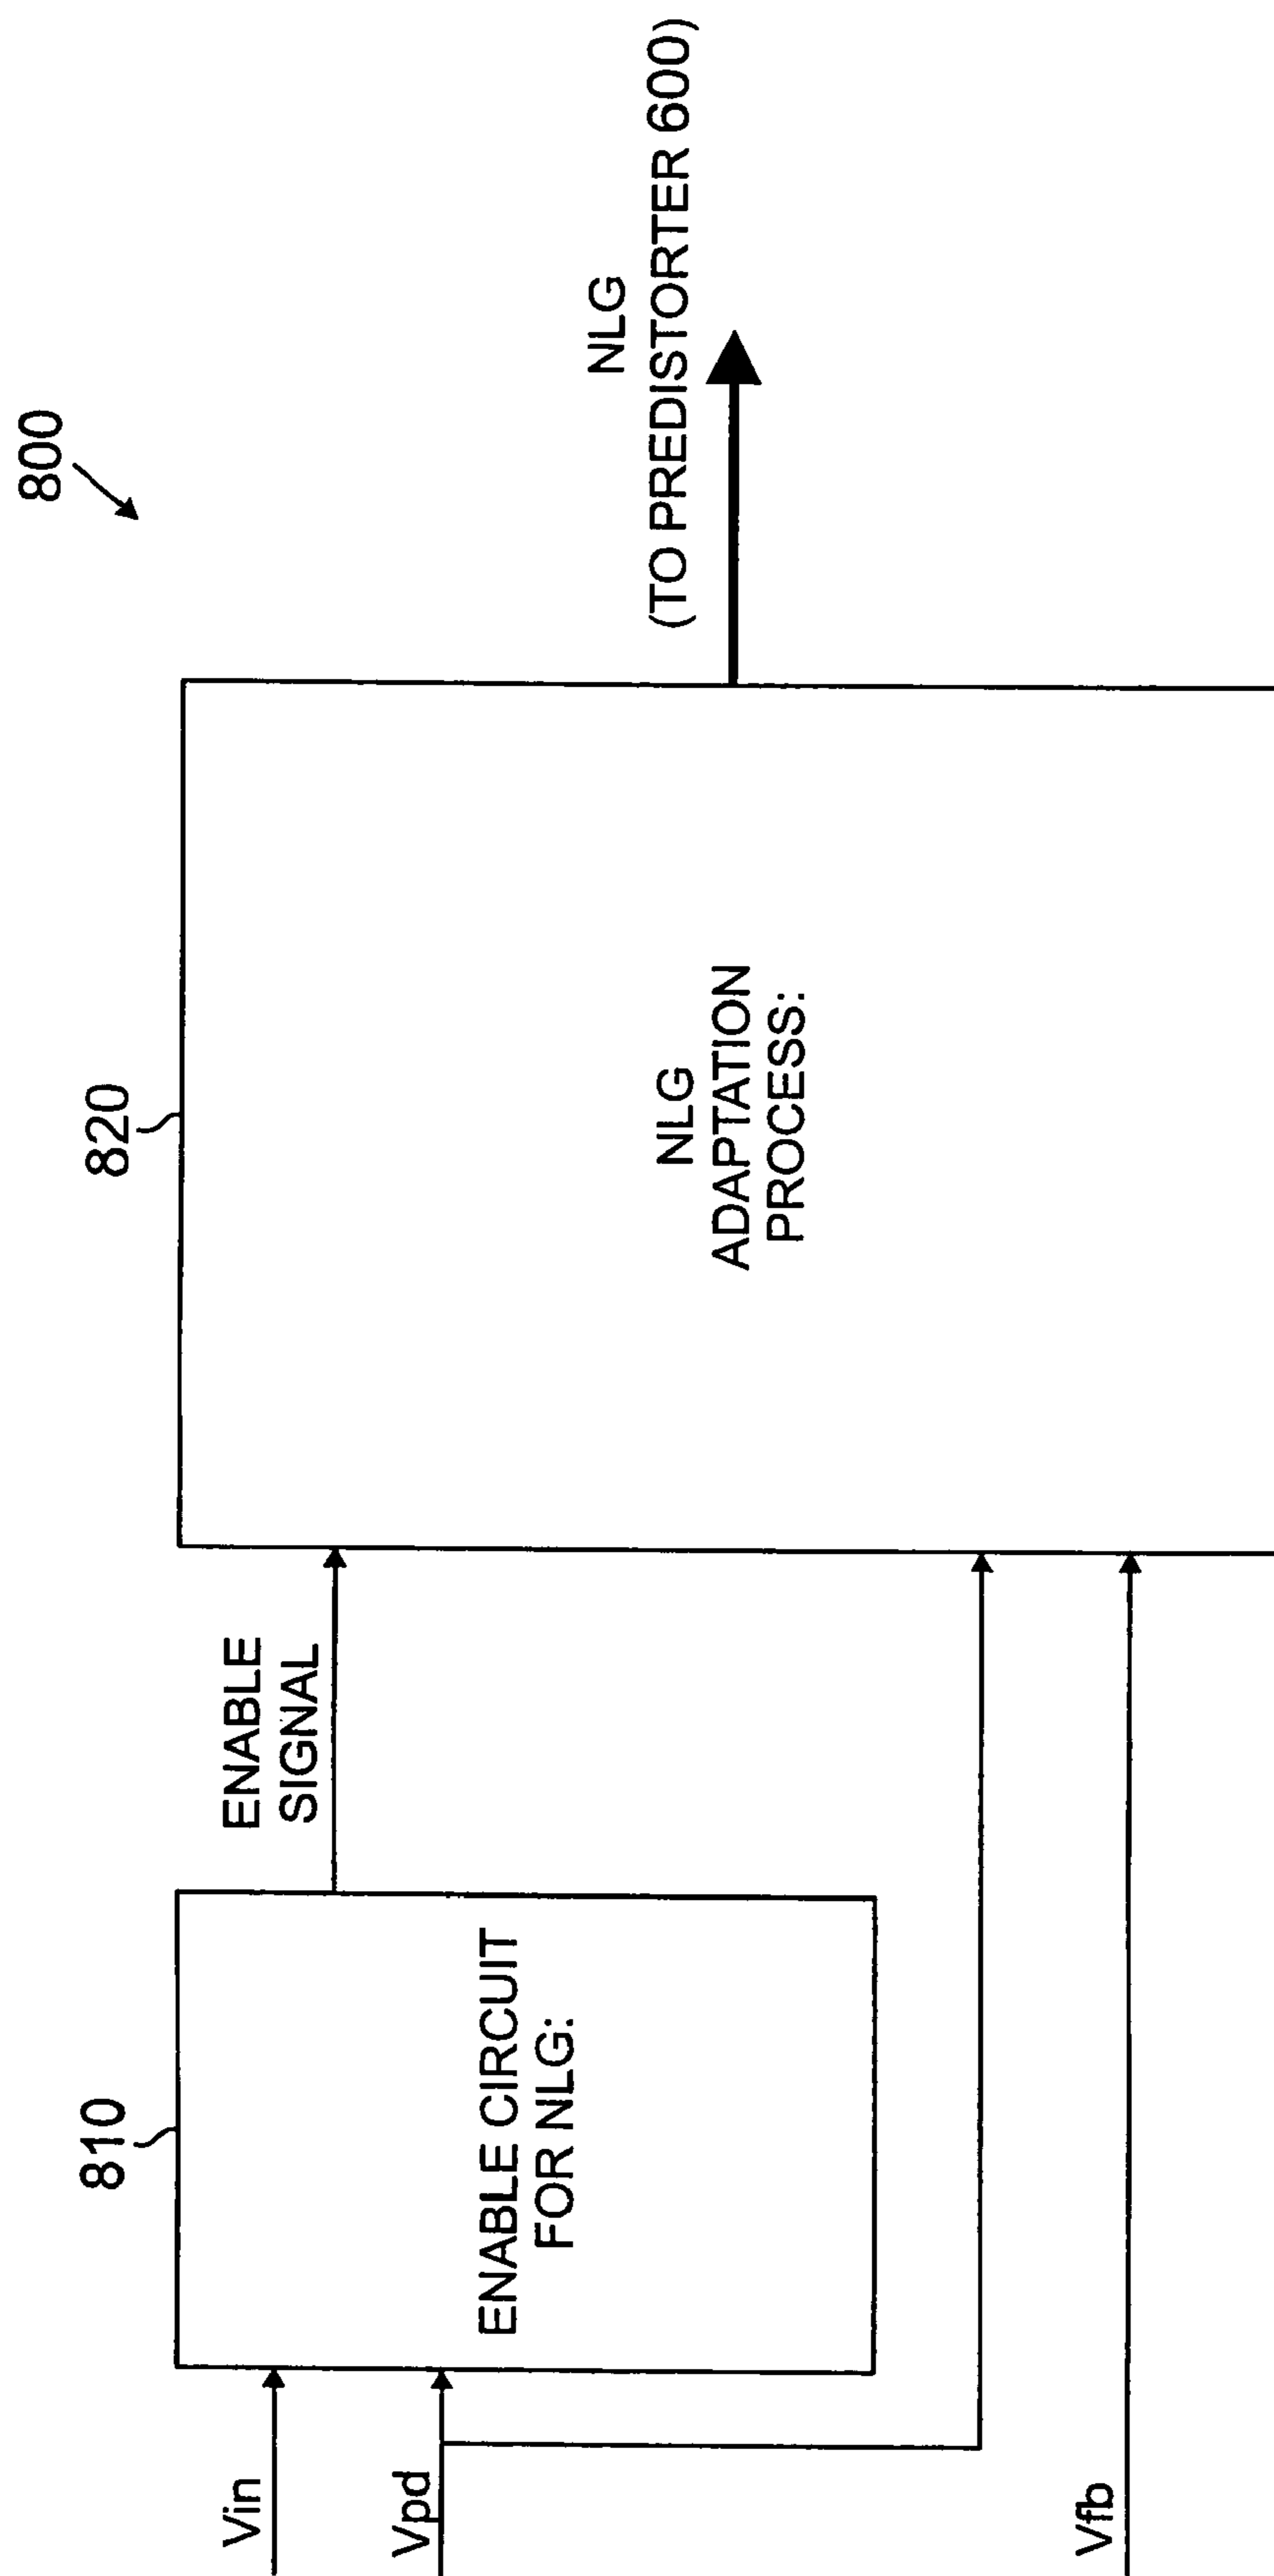 800
810
820
Vin
Vpd
Vfb
ENABLE CIRCUIT
FOR NLG:
ENABLE
SIGNAL
NLG
ADAPTATION
PROCESS:
NLG
(TO PREDISTORTER 600)